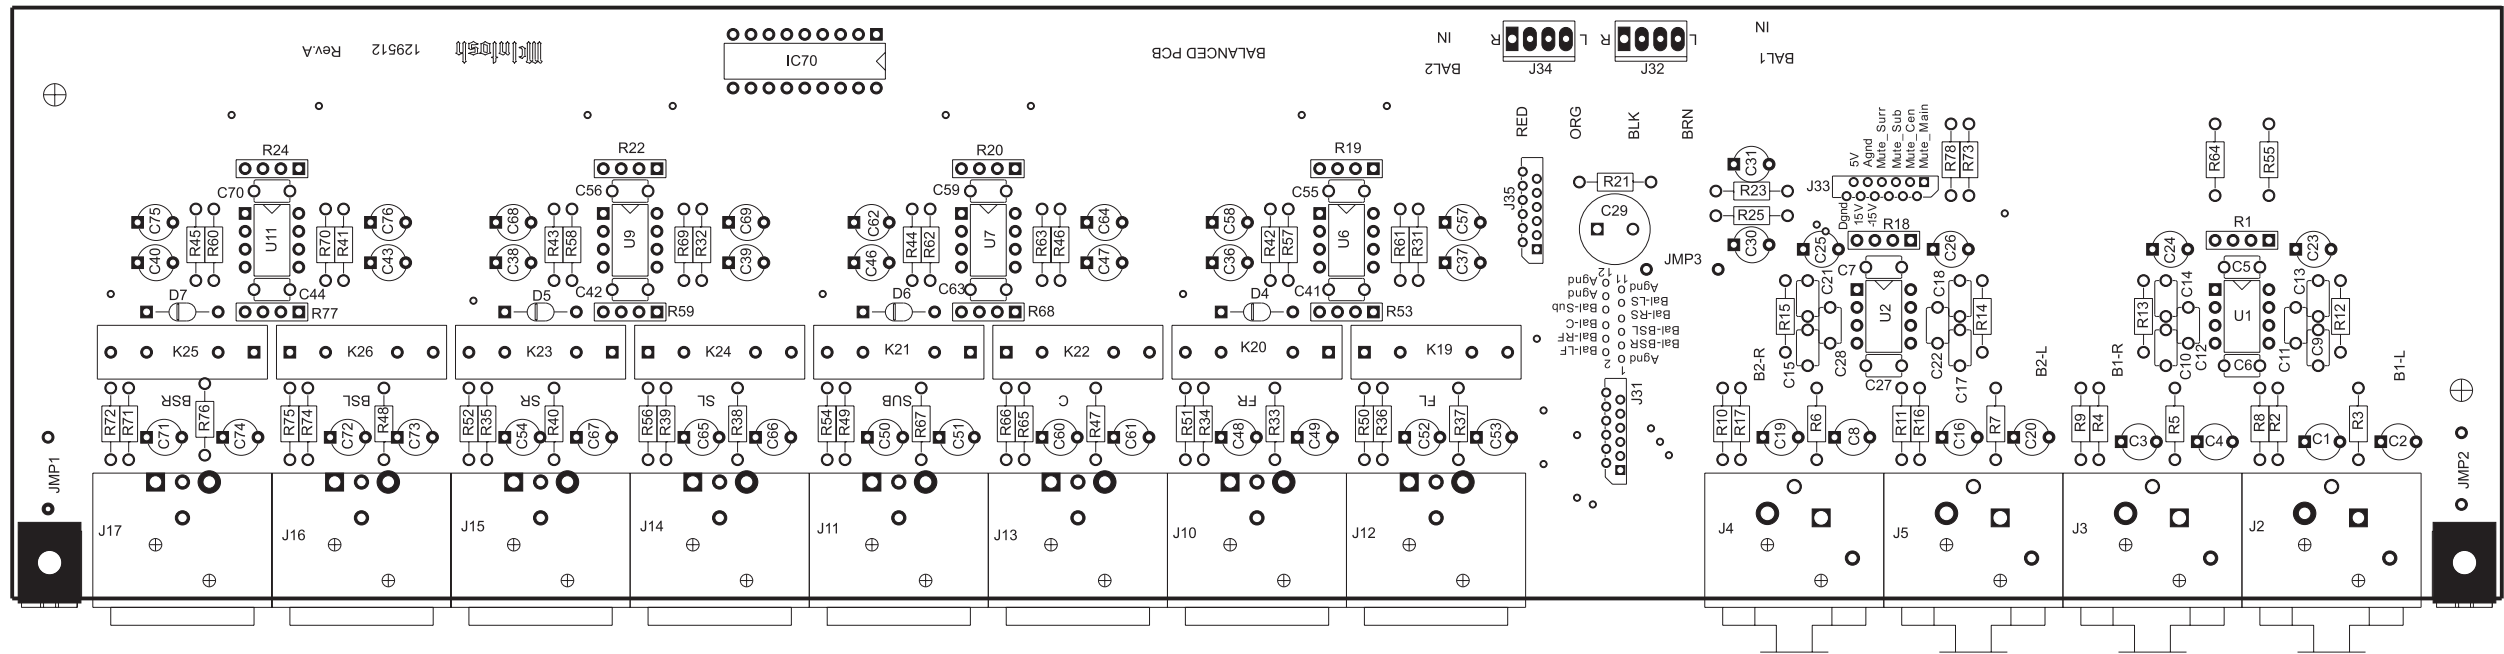 Rev.A 129512 McIntosh IC70 BALANCED PCB
IN R L R L IN
BAL2 J34 J32 BAL1
RED ORG BLK BRN
R24 R22 R20 R19
5V Agnd Mute_Surr Mute_Sub Mute_Cen Mute_Main
C31 R78 R73 R64 R55
C70 C56 C59 C55 J35 R21 R23 J33
C75 R45 R60 U11 R70 R41 C76
C68 R43 R58 U9 R69 R32 C69
C62 R44 R62 U7 R63 R46 C64
C58 R42 R57 U6 R61 R31 C57
C29 R25 Dgnd 15V -15V R18 R1
C40 C43 C38 C39 C46 C47 C36 C37
JMP3 C30 C25 C26 C24 C23
D7 C44 D5 C42 D6 C63 D4 C41
R77 R59 R68 R53
12 11
Agnd Agnd
Agnd Bal-LS
Bal-Sub Bal-RS
Bal-C Bal-BSL
Bal-RF Bal-BSR
Bal-LF Agnd
2 1
C7 C21 C18 C5 C14 C13
R15 U2 R14 R13 U1 R12
K25 K26 K23 K24 K21 K22 K20 K19
B2-R C15 C28 C27 C22 C17 B2-L B1-R C10 C12 C6 C11 C9 B1-L
BSR BSL SR SL SUB C FR FL J31
R72 R71 R76 R75 R74 R48 R52 R35 R40 R56 R39 R38 R54 R49 R67 R66 R65 R47 R51 R34 R33 R50 R36 R37
R10 R17 R6 R11 R16 R7 R9 R4 R5 R8 R2 R3
C71 C74 C72 C73 C54 C67 C65 C66 C50 C51 C60 C61 C48 C49 C52 C53
C19 C8 C16 C20 C3 C4 C1 C2
JMP1 JMP2
J17 J16 J15 J14 J11 J13 J10 J12 J4 J5 J3 J2